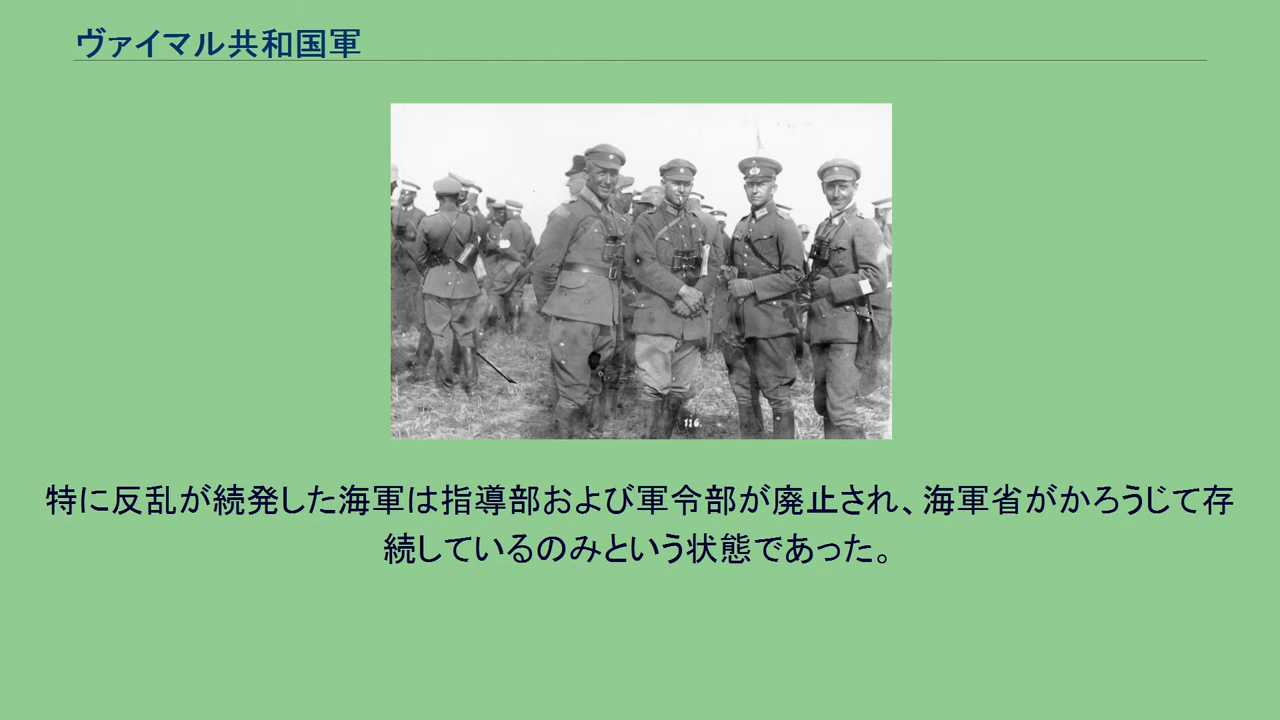 ヴァイマル共和国軍
116.
特に反乱が続発した海軍は指導部および軍令部が廃止され、海軍省がかろうじて存
続しているのみという状態であった。